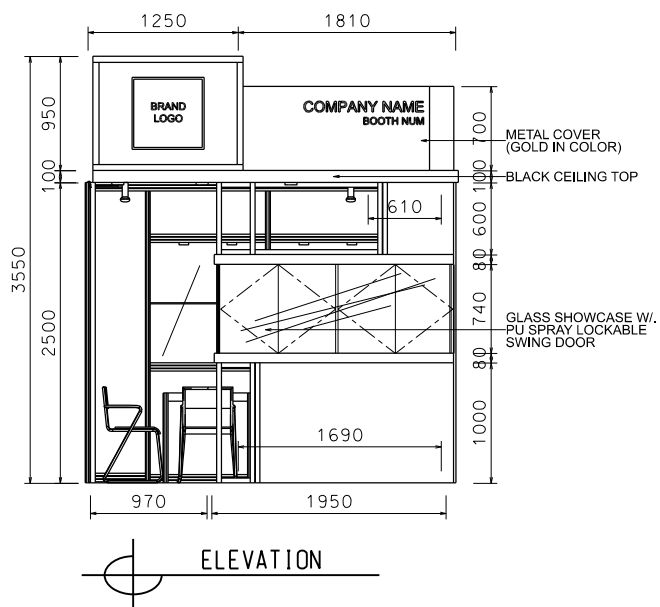 1250
1810
BRAND
LOGO
COMPANY NAME
BOOTH NUM
950
100
3550
2500
700
100
600
80
740
80
1000
METAL COVER
(GOLD IN COLOR)
BLACK CEILING TOP
610
GLASS SHOWCASE W/.
PU SPRAY LOCKABLE
SWING DOOR
1690
970
1950
ELEVATION